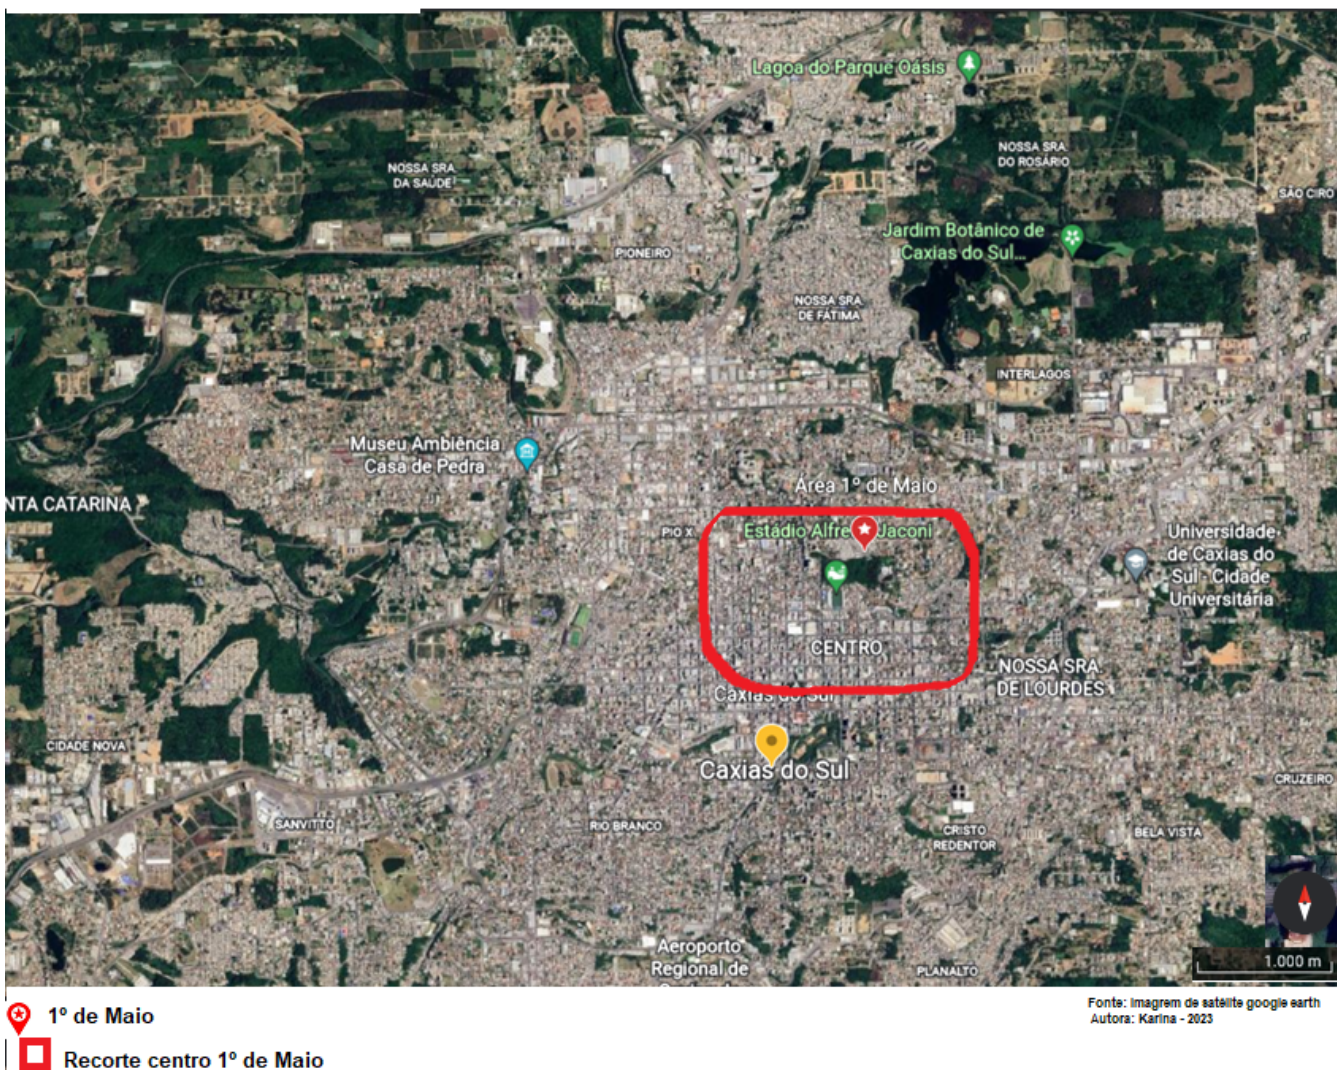 Lagoa do Parque Oásis
NOSSA SRA.
DO ROSÁRIO
NOSSA SRA.
DA SAÚDE
SÃO CIRO
Jardim Botânico de
Caxias do Sul...
PIONEIRO
NOSSA SRA.
DE FÁTIMA
INTERLAGOS
Museu Ambiência
Casa de Pedra
Área 1º de Maio
NTA CATARINA
PIO X
Estádio Alfre Jaconi
Universidade
de Caxias do
Sul - Cidade
Universitária
CENTRO
NOSSA SRA.
DE LOURDES
Caxias do Sul
CIDADE NOVA
Caxias do Sul
CRUZEIRO
SANVITTO
RIO BRANCO
CRISTO
REDENTOR
BELA VISTA
Aeroporto
Regional de
PLANALTO
1.000 m
1º de Maio
Recorte centro 1º de Maio
Fonte: Imagrem de satélite google earth
Autora: Karina - 2023